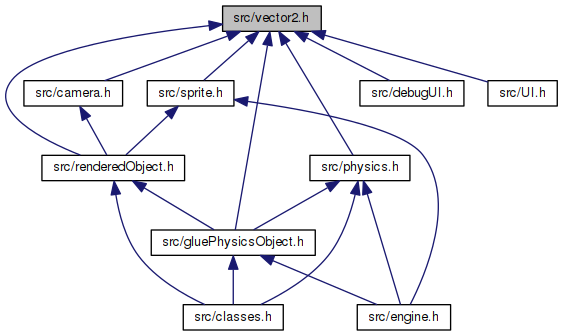 src/vector2.h
src/camera.h
src/sprite.h
src/debugUI.h
src/UI.h
src/renderedObject.h
src/physics.h
src/gluePhysicsObject.h
src/classes.h
src/engine.h